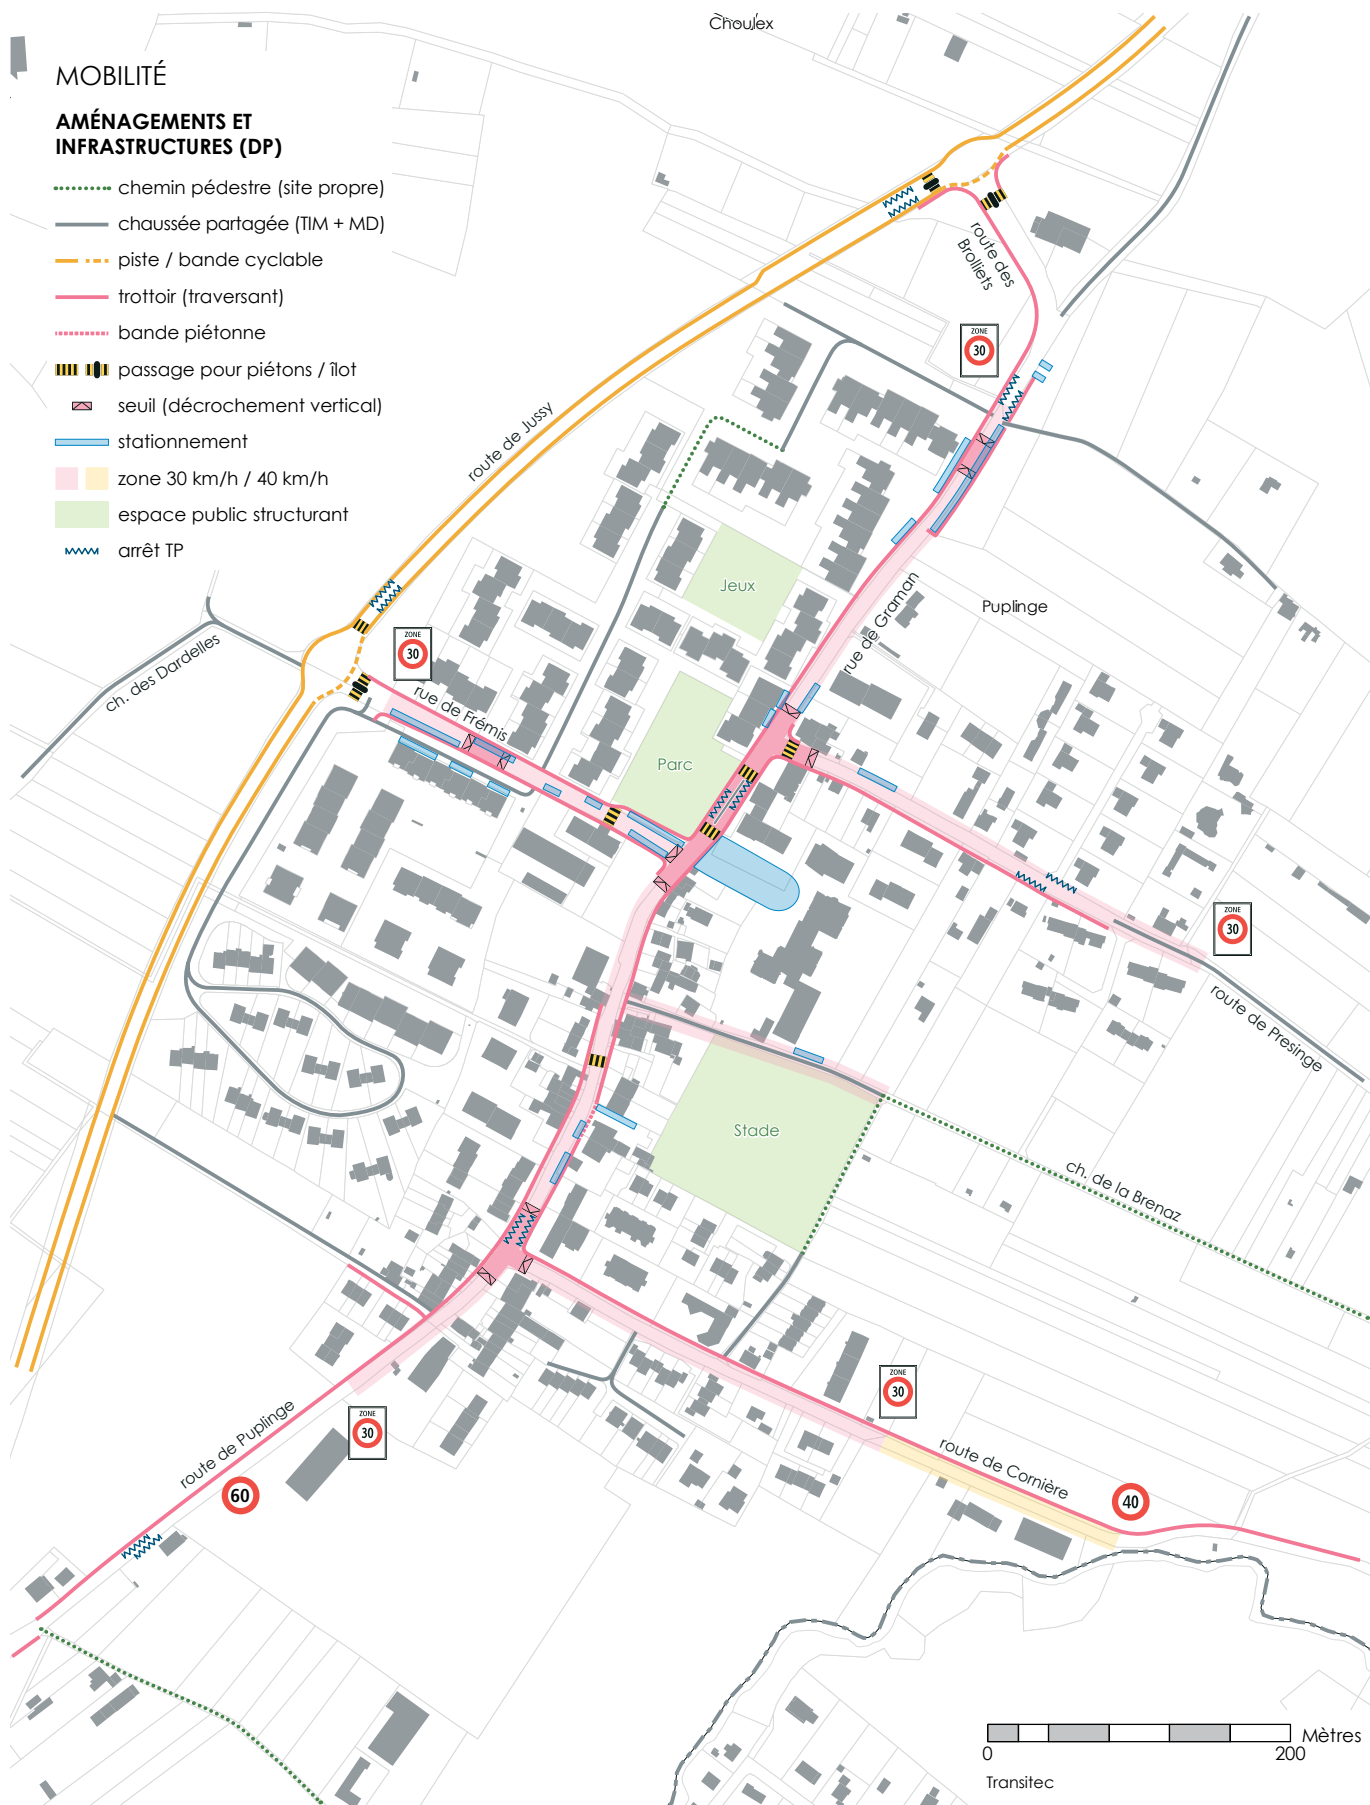 Choulex
MOBILITÉ
AMÉNAGEMENTS ET
INFRASTRUCTURES (DP)
chemin pédestre (site propre)
chaussée partagée (TIM + MD)
piste / bande cyclable
trottoir (traversant)
bande piétonne
passage pour piétons / îlot
seuil (décrochement vertical)
stationnement
zone 30 km/h / 40 km/h
espace public structurant
arrêt TP
route des
Brolliets
ZONE
30
route de Jussy
Jeux
rue de Graman
Puplinge
ZONE
30
ch. des Dardelles
rue de Frémis
Parc
ZONE
30
route de Presinge
Stade
ch. de la Brenaz
ZONE
30
route de Puplinge
ZONE
30
60
route de Cornière
40
Mètres
0
200
Transitec